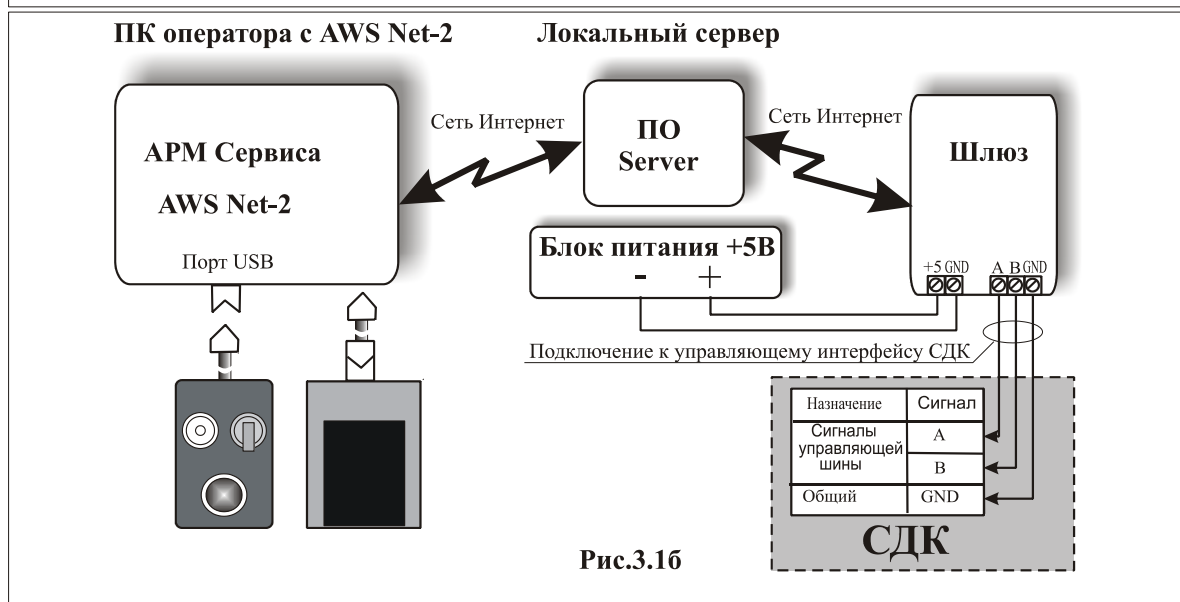 ПК оператора с AWS Net-2
Локальный сервер
АРМ Сервиса
AWS Net-2
Порт USB
Сеть Интернет
ПО
Server
Сеть Интернет
Шлюз
+5 GND A B GND
Блок питания +5В
- +
Подключение к управляющему интерфейсу СДК
Назначение Сигнал
Сигналы
управляющей
шины
A
B
Общий GND
СДК
Рис.3.1б